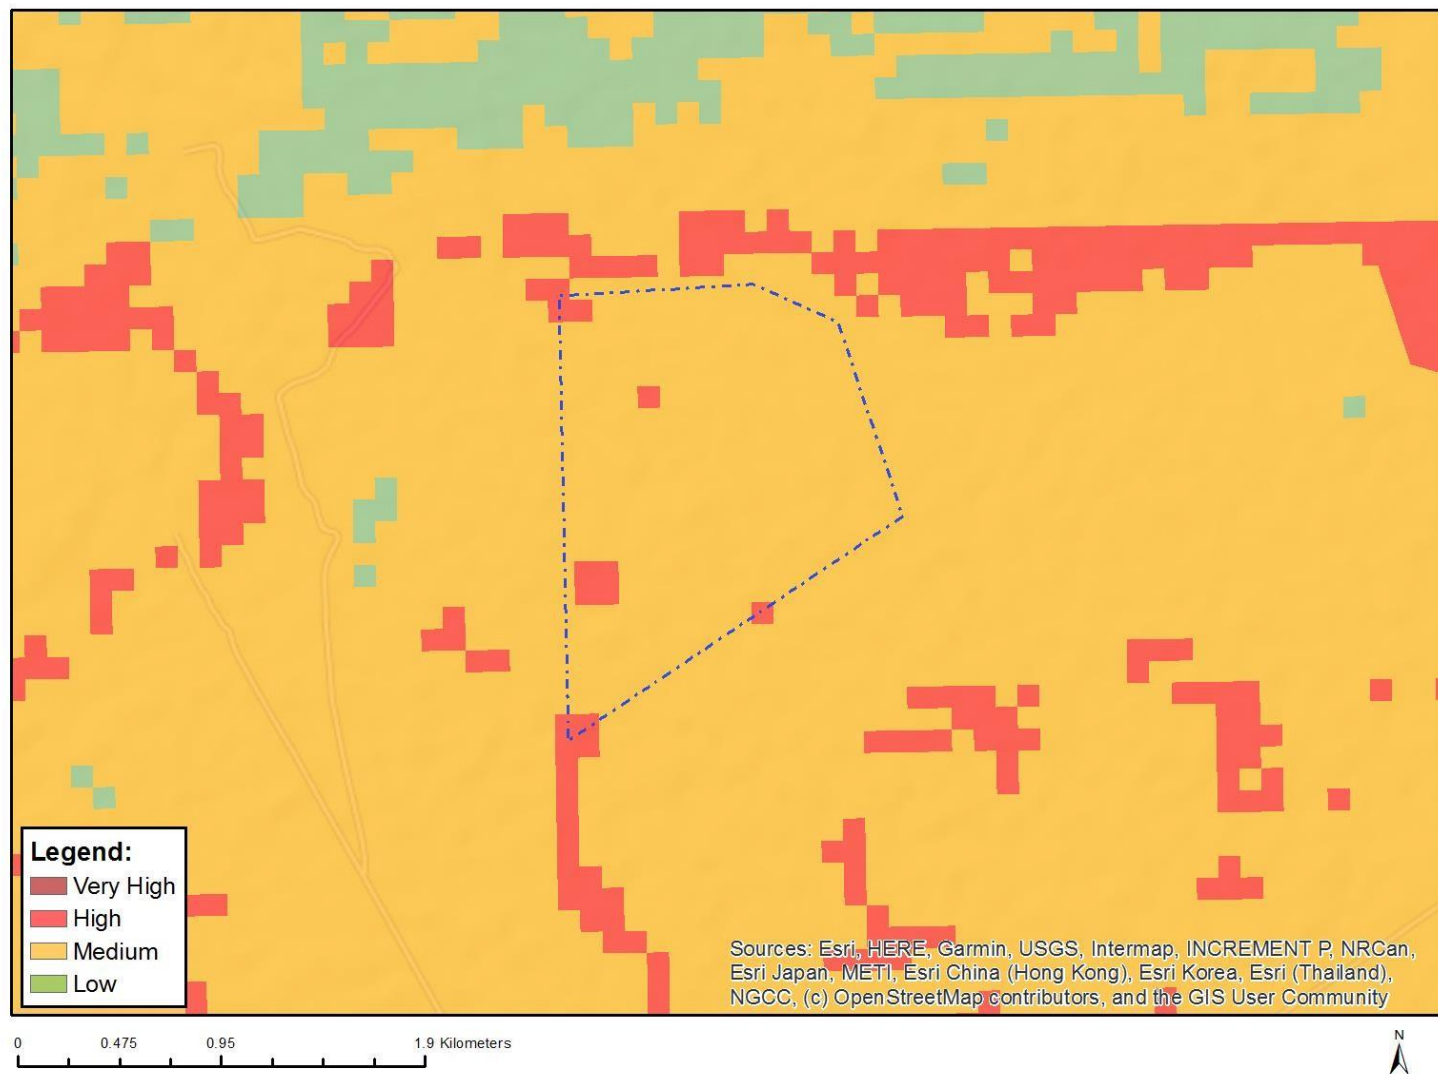 Legend:
Very High
High
Medium
Low
Sources: Esri, HERE, Garmin, USGS, Intermap, INCREMENT P, NRCan,
Esri Japan, METI, Esri China (Hong Kong), Esri Korea, Esri (Thailand),
NGCC, (c) OpenStreetMap contributors, and the GIS User Community
0 0.475 0.95 1.9 Kilometers
N